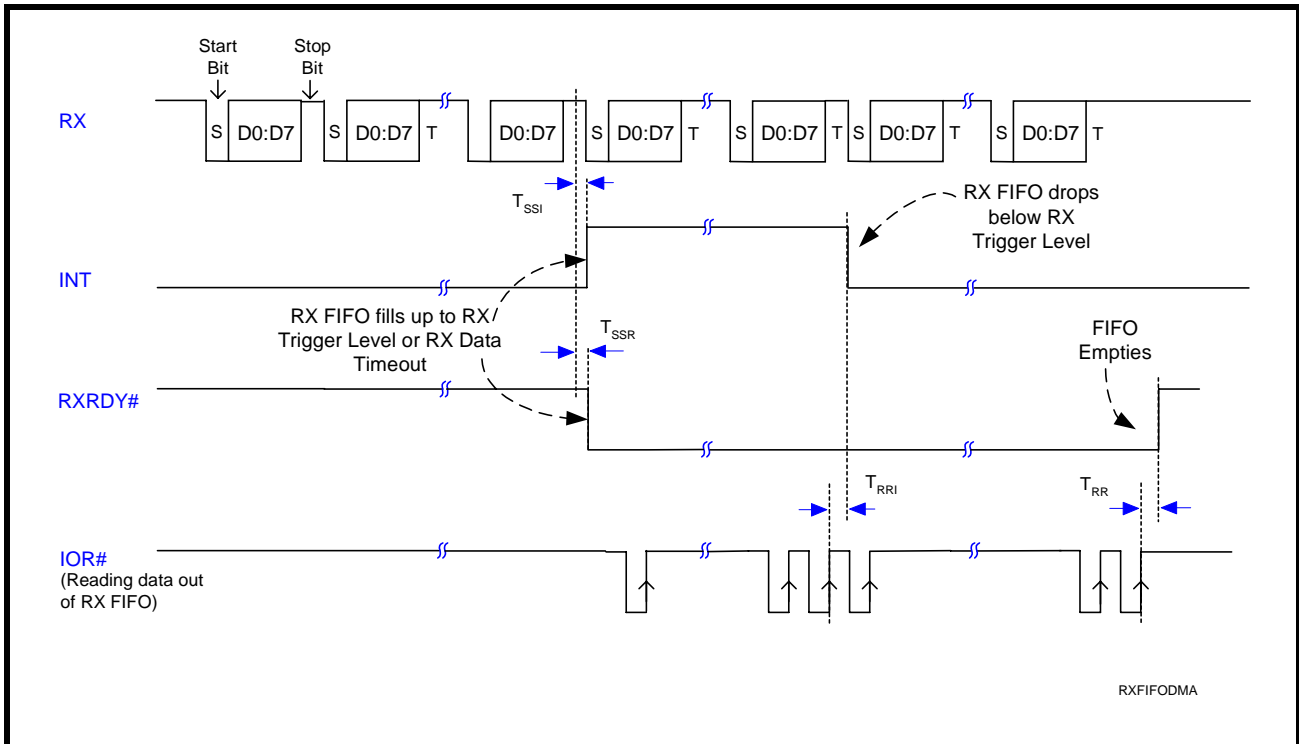 Start
Bit
Stop
Bit
RX
S D0:D7 S D0:D7 T D0:D7 S D0:D7 T S D0:D7 T S D0:D7 T S D0:D7 T
TSSI
RX FIFO drops
below RX
Trigger Level
INT
RX FIFO fills up to RX
Trigger Level or RX Data
Timeout
TSSR
FIFO
Empties
RXRDY#
TRRI
TRR
IOR#
(Reading data out
of RX FIFO)
RXFIFODMA